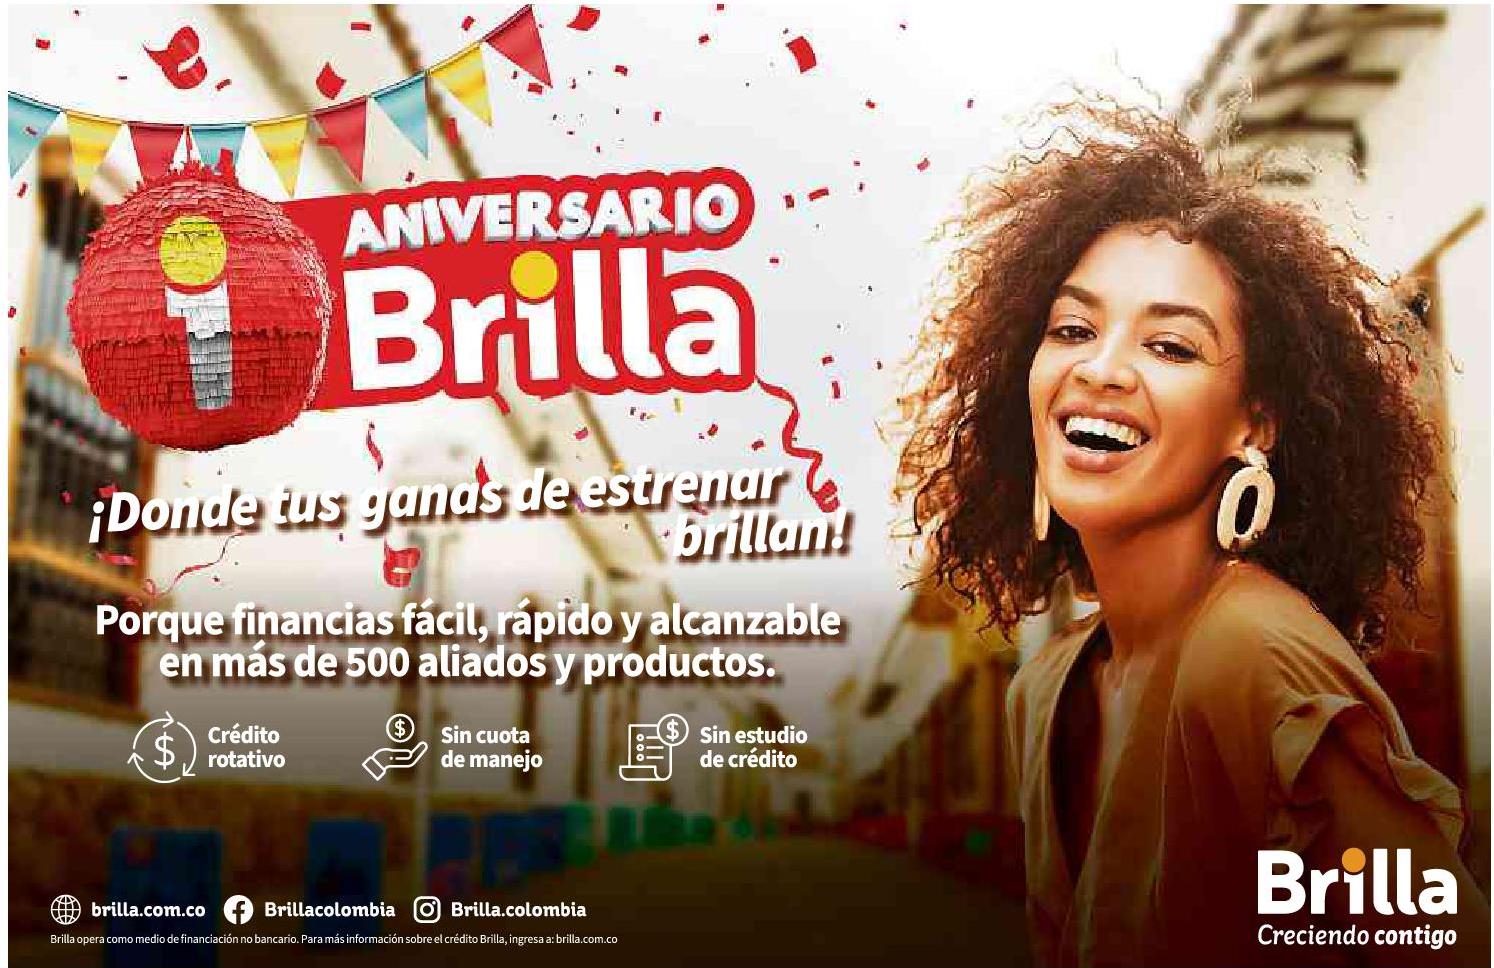 ANIVERSARIO
Brilla
¡Donde tus ganas de estrenar
brillan!
Porque financias fácil, rápido y alcanzable
en más de 500 aliados y productos.
Crédito
rotativo
Sin cuota
de manejo
Sin estudio
de crédito
brilla.com.co Brillacolombia Brilla.colombia
Brilla opera como medio de financiación no bancario. Para más información sobre el crédito Brilla, ingresa a: brilla.com.co
Brilla
Creciendo contigo